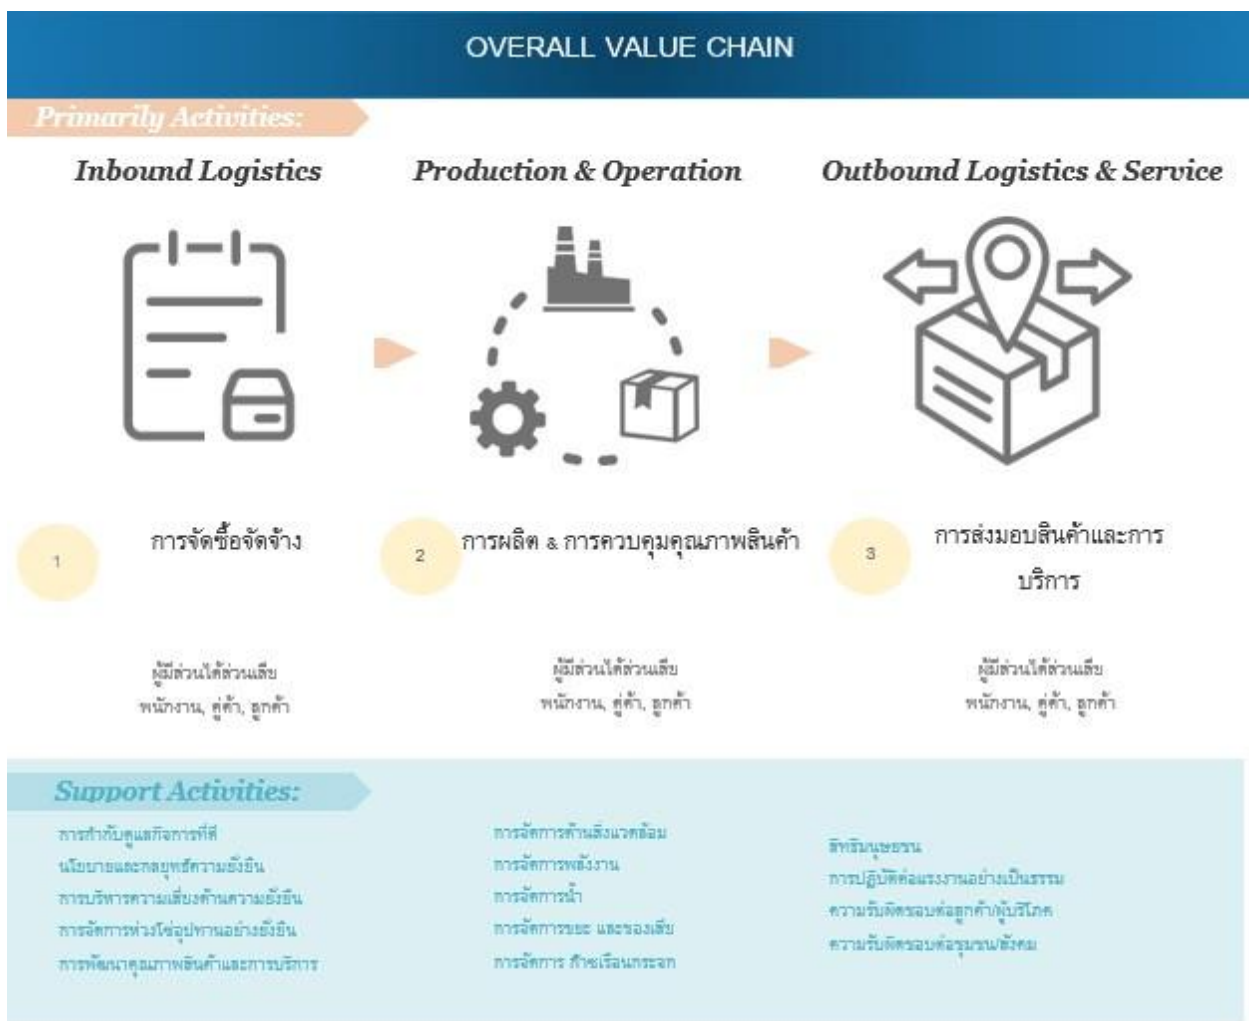 OVERALL VALUE CHAIN
Primarily Activities:
Inbound Logistics
Production & Operation
Outbound Logistics & Service
1
การจัดซื้อจัดจ้าง
2
การผลิต & การควบคุมคุณภาพสินค้า
3
การส่งมอบสินค้าและการ
บริการ
ผู้มีส่วนได้ส่วนเสีย
พนักงาน, คู่ค้า, ลูกค้า
ผู้มีส่วนได้ส่วนเสีย
พนักงาน, คู่ค้า, ลูกค้า
ผู้มีส่วนได้ส่วนเสีย
พนักงาน, คู่ค้า, ลูกค้า
Support Activities:
การกำกับดูแลกิจการที่ดี
นโยบายและกลยุทธ์ความยั่งยืน
การบริหารความเสี่ยงด้านความยั่งยืน
การจัดการห่วงโซ่อุปทานอย่างยั่งยืน
การพัฒนาคุณภาพสินค้าและการบริการ
การจัดการด้านสิ่งแวดล้อม
การจัดการพลังงาน
การจัดการน้ำ
การจัดการขยะ และของเสีย
การจัดการ ก๊าซเรือนกระจก
สิทธิมนุษยชน
การปฏิบัติต่อแรงงานอย่างเป็นธรรม
ความรับผิดชอบต่อลูกค้า/ผู้บริโภค
ความรับผิดชอบต่อชุมชน/สังคม